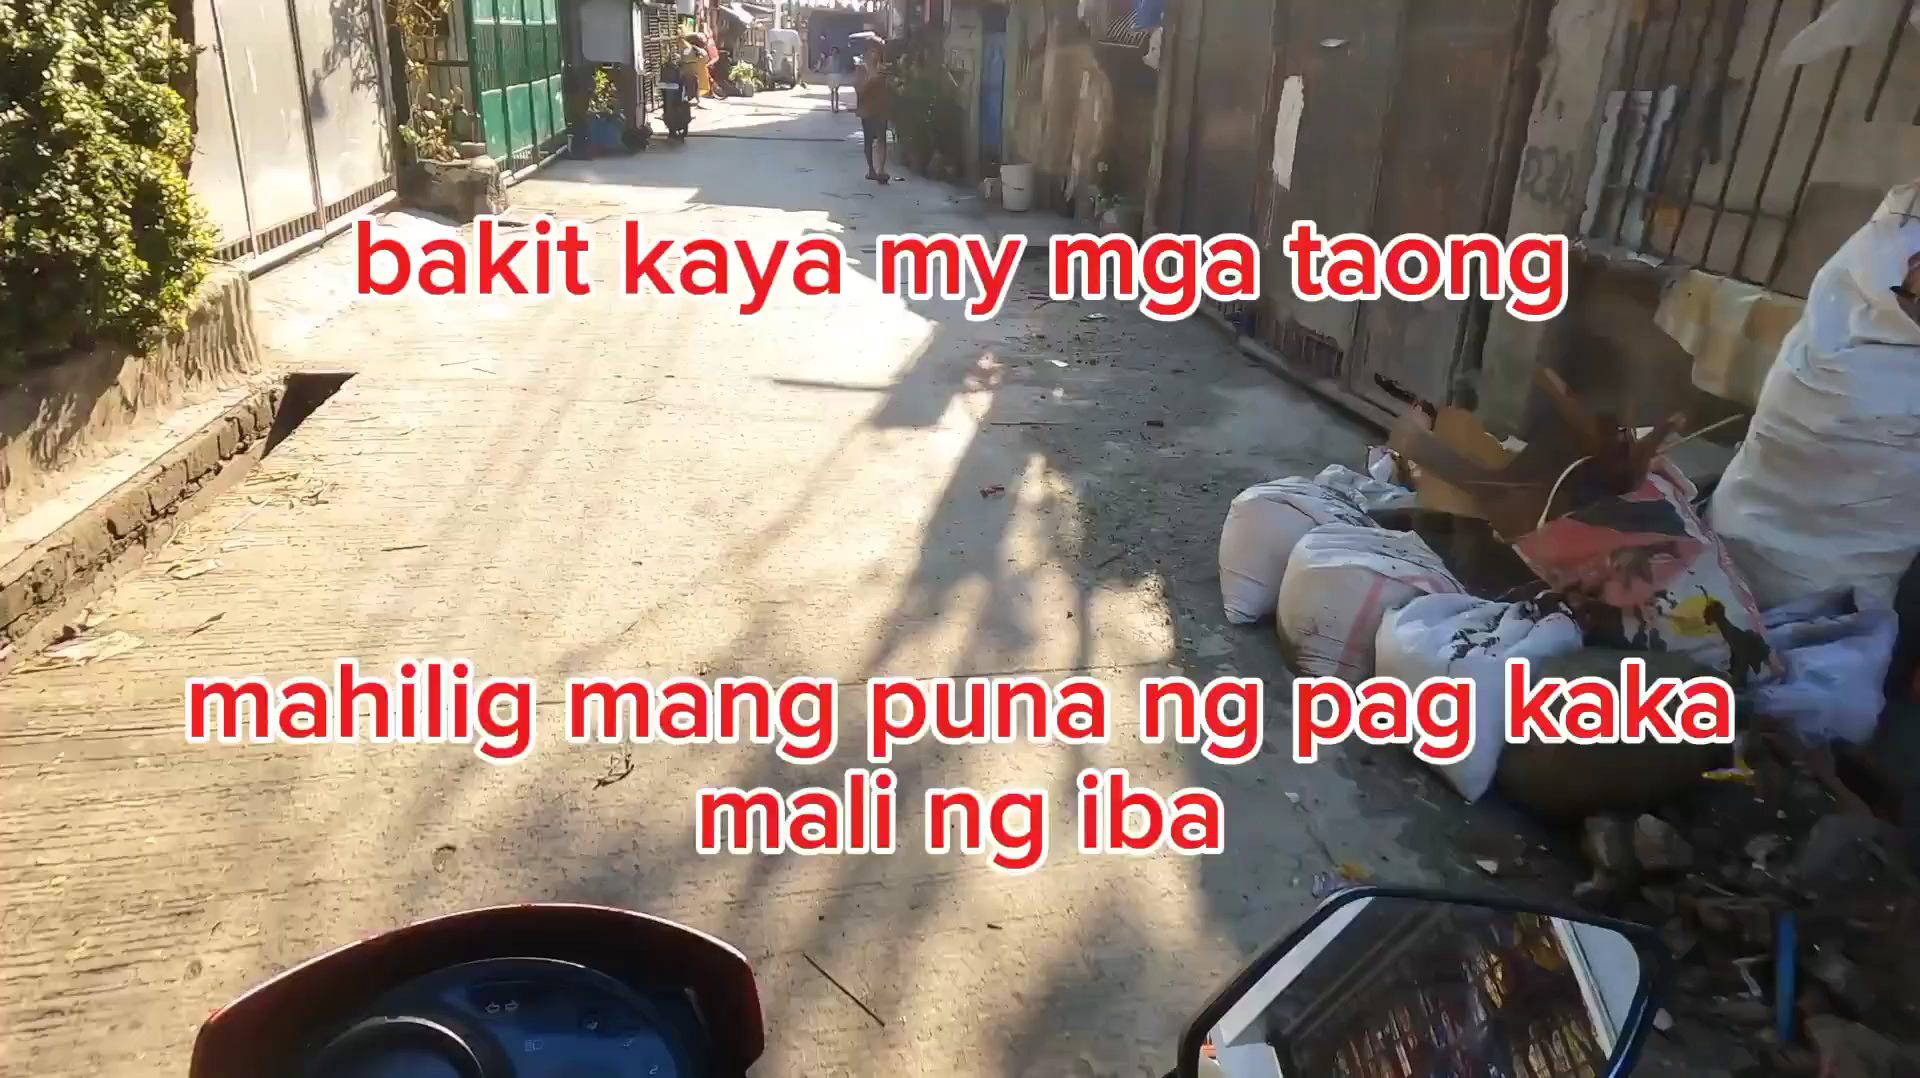 bakit kaya my mga taong
mahilig mang puna ng pag kaka
mali ng iba